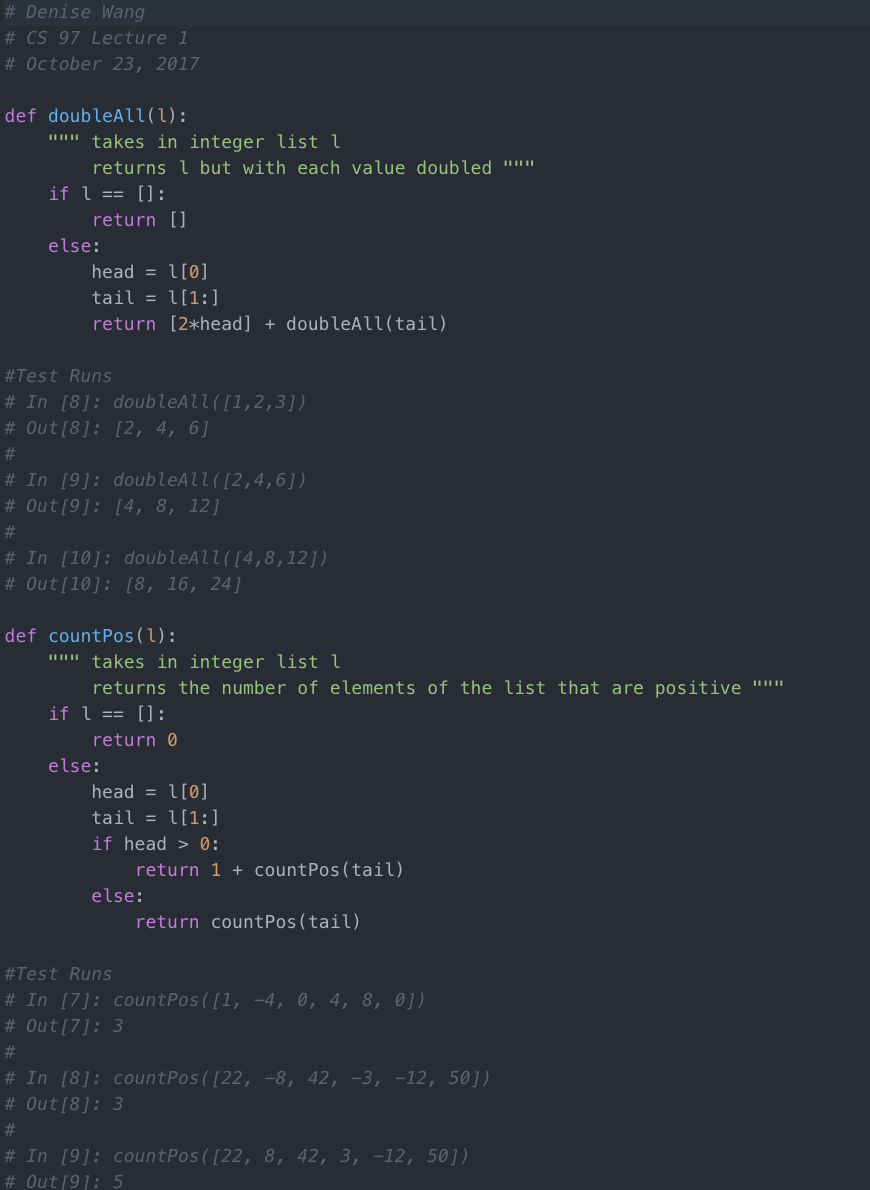 # Denise Wang
# CS 97 Lecture 1
# October 23, 2017

def doubleAll(l):
    """ takes in integer list l
        returns l but with each value doubled """
    if l == []:
        return []
    else:
        head = l[0]
        tail = l[1:]
        return [2*head] + doubleAll(tail)

#Test Runs
# In [8]: doubleAll([1,2,3])
# Out[8]: [2, 4, 6]
#
# In [9]: doubleAll([2,4,6])
# Out[9]: [4, 8, 12]
#
# In [10]: doubleAll([4,8,12])
# Out[10]: [8, 16, 24]

def countPos(l):
    """ takes in integer list l
        returns the number of elements of the list that are positive """
    if l == []:
        return 0
    else:
        head = l[0]
        tail = l[1:]
        if head > 0:
            return 1 + countPos(tail)
        else:
            return countPos(tail)

#Test Runs
# In [7]: countPos([1, -4, 0, 4, 8, 0])
# Out[7]: 3
#
# In [8]: countPos([22, -8, 42, -3, -12, 50])
# Out[8]: 3
#
# In [9]: countPos([22, 8, 42, 3, -12, 50])
# Out[9]: 5